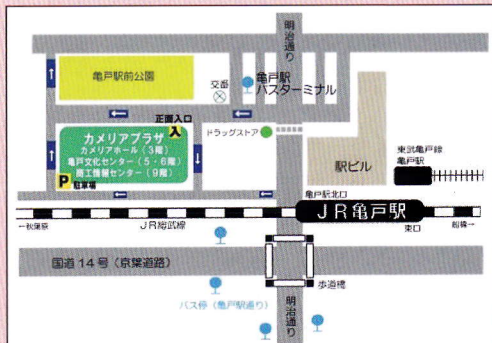 明治通り
亀戸駅前公園
交番
亀戸駅
バスターミナル
正面入口
入
カメリアプラザ
カメリアホール(3階)
亀戸文化センター(5・6階)
商工情報センター(9階)
P 駐車場
ドラッグストア
駅ビル
東武亀戸線
亀戸駅
亀戸駅北口
JR亀戸駅
←秋葉原
JR総武線
東口
船橋→
国道14号(京葉道路)
歩道橋
バス停(亀戸駅通り)
明治通り